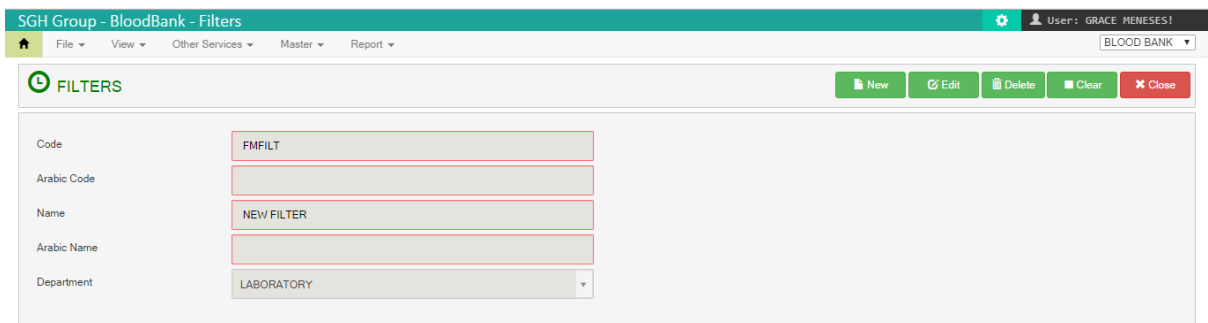 SGH Group - BloodBank - Filters User: GRACE MENESES!
File View Other Services Master Report BLOOD BANK
FILTERS New Edit Delete Clear Close
Code FMFILT
Arabic Code
Name NEW FILTER
Arabic Name
Department LABORATORY